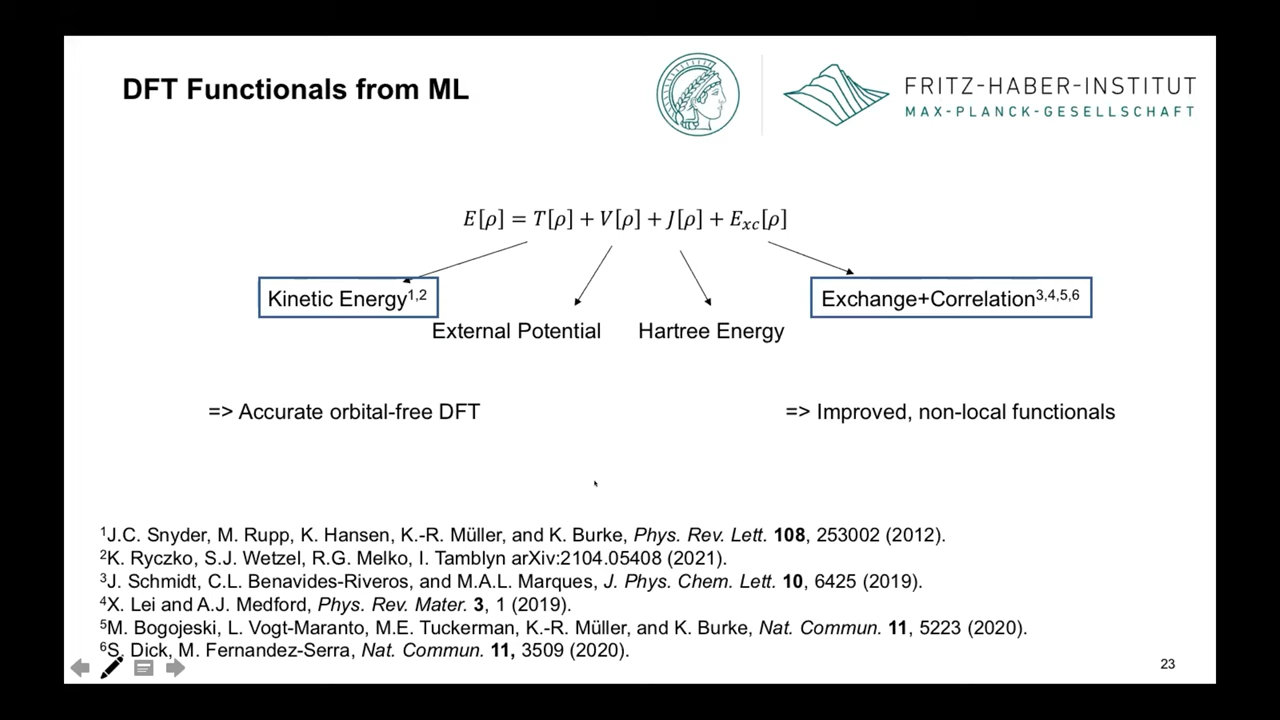 DFT Functionals from ML
FRITZ-HABER-INSTITUT
MAX-PLANCK-GESELLSCHAFT
E[ρ] = T[ρ] + V[ρ] + J[ρ] + Exc[ρ]
Kinetic Energy1,2
Exchange+Correlation3,4,5,6
External Potential
Hartree Energy
=> Accurate orbital-free DFT
=> Improved, non-local functionals
1J.C. Snyder, M. Rupp, K. Hansen, K.-R. Müller, and K. Burke, Phys. Rev. Lett. 108, 253002 (2012).
2K. Ryczko, S.J. Wetzel, R.G. Melko, I. Tamblyn arXiv:2104.05408 (2021).
3J. Schmidt, C.L. Benavides-Riveros, and M.A.L. Marques, J. Phys. Chem. Lett. 10, 6425 (2019).
4X. Lei and A.J. Medford, Phys. Rev. Mater. 3, 1 (2019).
5M. Bogojeski, L. Vogt-Maranto, M.E. Tuckerman, K.-R. Müller, and K. Burke, Nat. Commun. 11, 5223 (2020).
6S. Dick, M. Fernandez-Serra, Nat. Commun. 11, 3509 (2020).
23